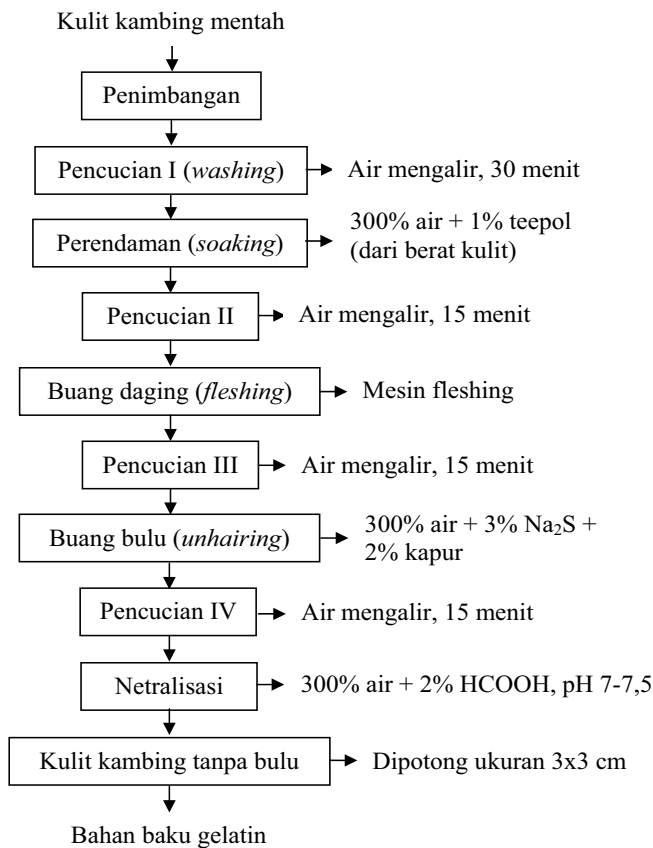 Kulit kambing mentah
Penimbangan
Pencucian I (washing)
Air mengalir, 30 menit
Perendaman (soaking)
300% air + 1% teepol
(dari berat kulit)
Pencucian II
Air mengalir, 15 menit
Buang daging (fleshing)
Mesin fleshing
Pencucian III
Air mengalir, 15 menit
Buang bulu (unhairing)
300% air + 3% Na₂S +
2% kapur
Pencucian IV
Air mengalir, 15 menit
Netralisasi
300% air + 2% HCOOH, pH 7-7,5
Kulit kambing tanpa bulu
Dipotong ukuran 3x3 cm
Bahan baku gelatin